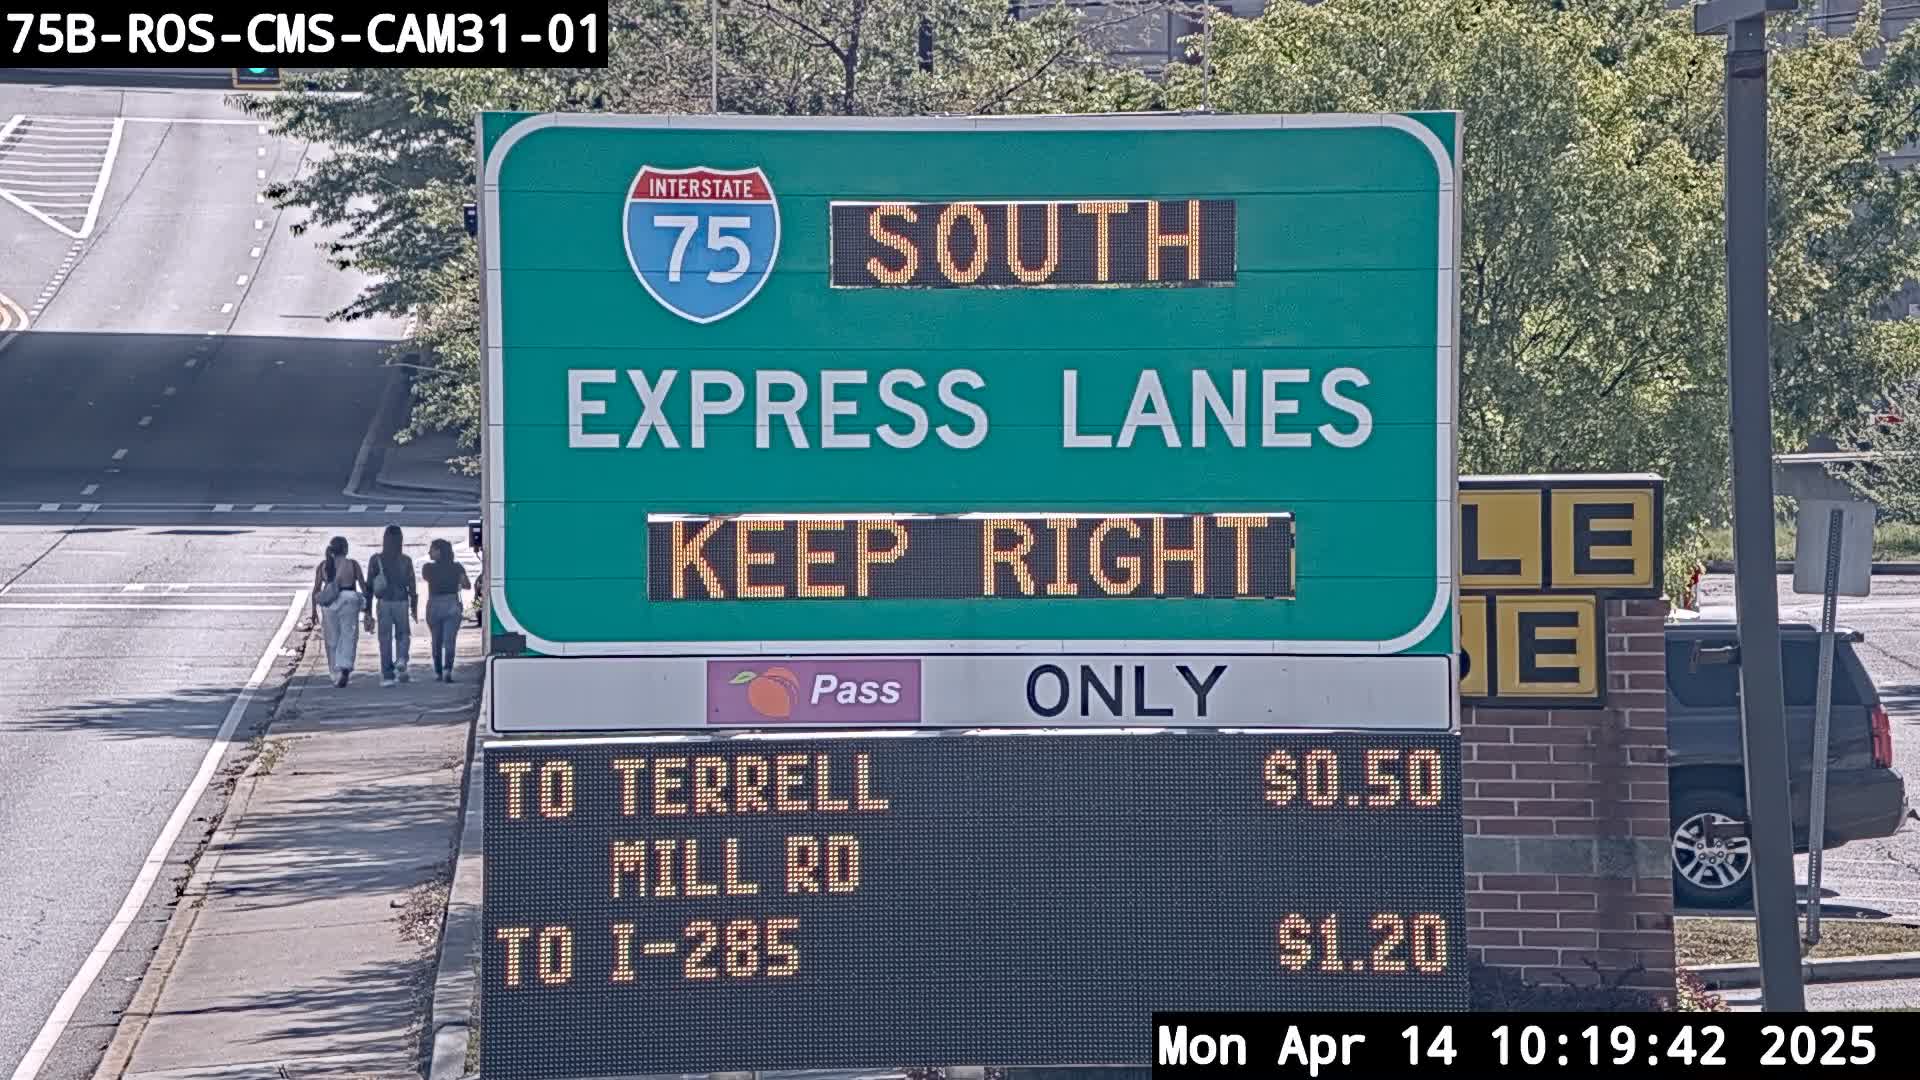 75B-ROS-CMS-CAM31-01
INTERSTATE
75
SOUTH
EXPRESS LANES
KEEP RIGHT
Pass ONLY
TO TERRELL $0.50
MILL RD
TO I-285 $1.20
LE
E
Mon Apr 14 10:19:42 2025